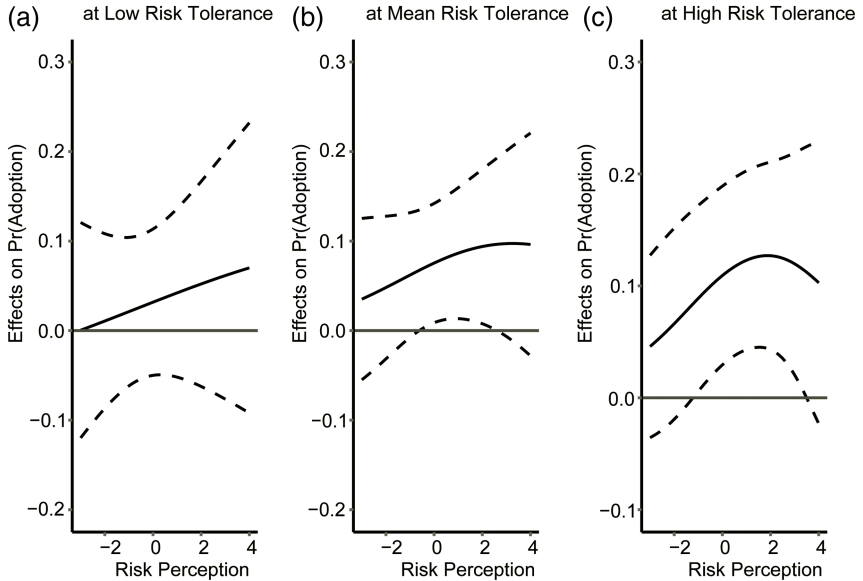 (a) at Low Risk Tolerance
Effects on Pr(Adoption)
0.3
0.2
0.1
0.0
−0.1
−0.2
−2 0 2 4
Risk Perception
(b) at Mean Risk Tolerance
Effects on Pr(Adoption)
0.3
0.2
0.1
0.0
−0.1
−0.2
−2 0 2 4
Risk Perception
(c) at High Risk Tolerance
Effects on Pr(Adoption)
0.3
0.2
0.1
0.0
−0.1
−2 0 2 4
Risk Perception